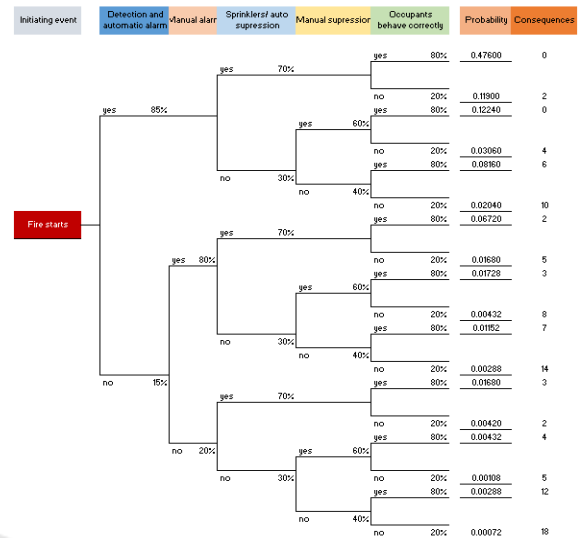 Initiating event
Detection and automatic alarm
Manual alarr
Sprinklers/ auto supression
Manual supression
Occupants behave correctly
Probability
Consequences
yes 80% 0.47600 0
yes 70%
no 20% 0.11900 2
yes 85%
yes 80% 0.12240 0
yes 60%
no 20% 0.03060 4
yes 80% 0.08160 6
no 30%
no 40%
no 20% 0.02040 10
Fire starts
yes 80% 0.06720 2
yes 70%
no 20% 0.01680 5
yes 80%
yes 80% 0.01728 3
yes 60%
no 20% 0.00432 8
yes 80% 0.01152 7
no 30%
no 40%
no 20% 0.00288 14
no 15%
yes 80% 0.01680 3
yes 70%
no 20% 0.00420 2
yes 80% 0.00432 4
no 20%
yes 60%
no 20% 0.00108 5
no 30%
yes 80% 0.00288 12
no 40%
no 20% 0.00072 18